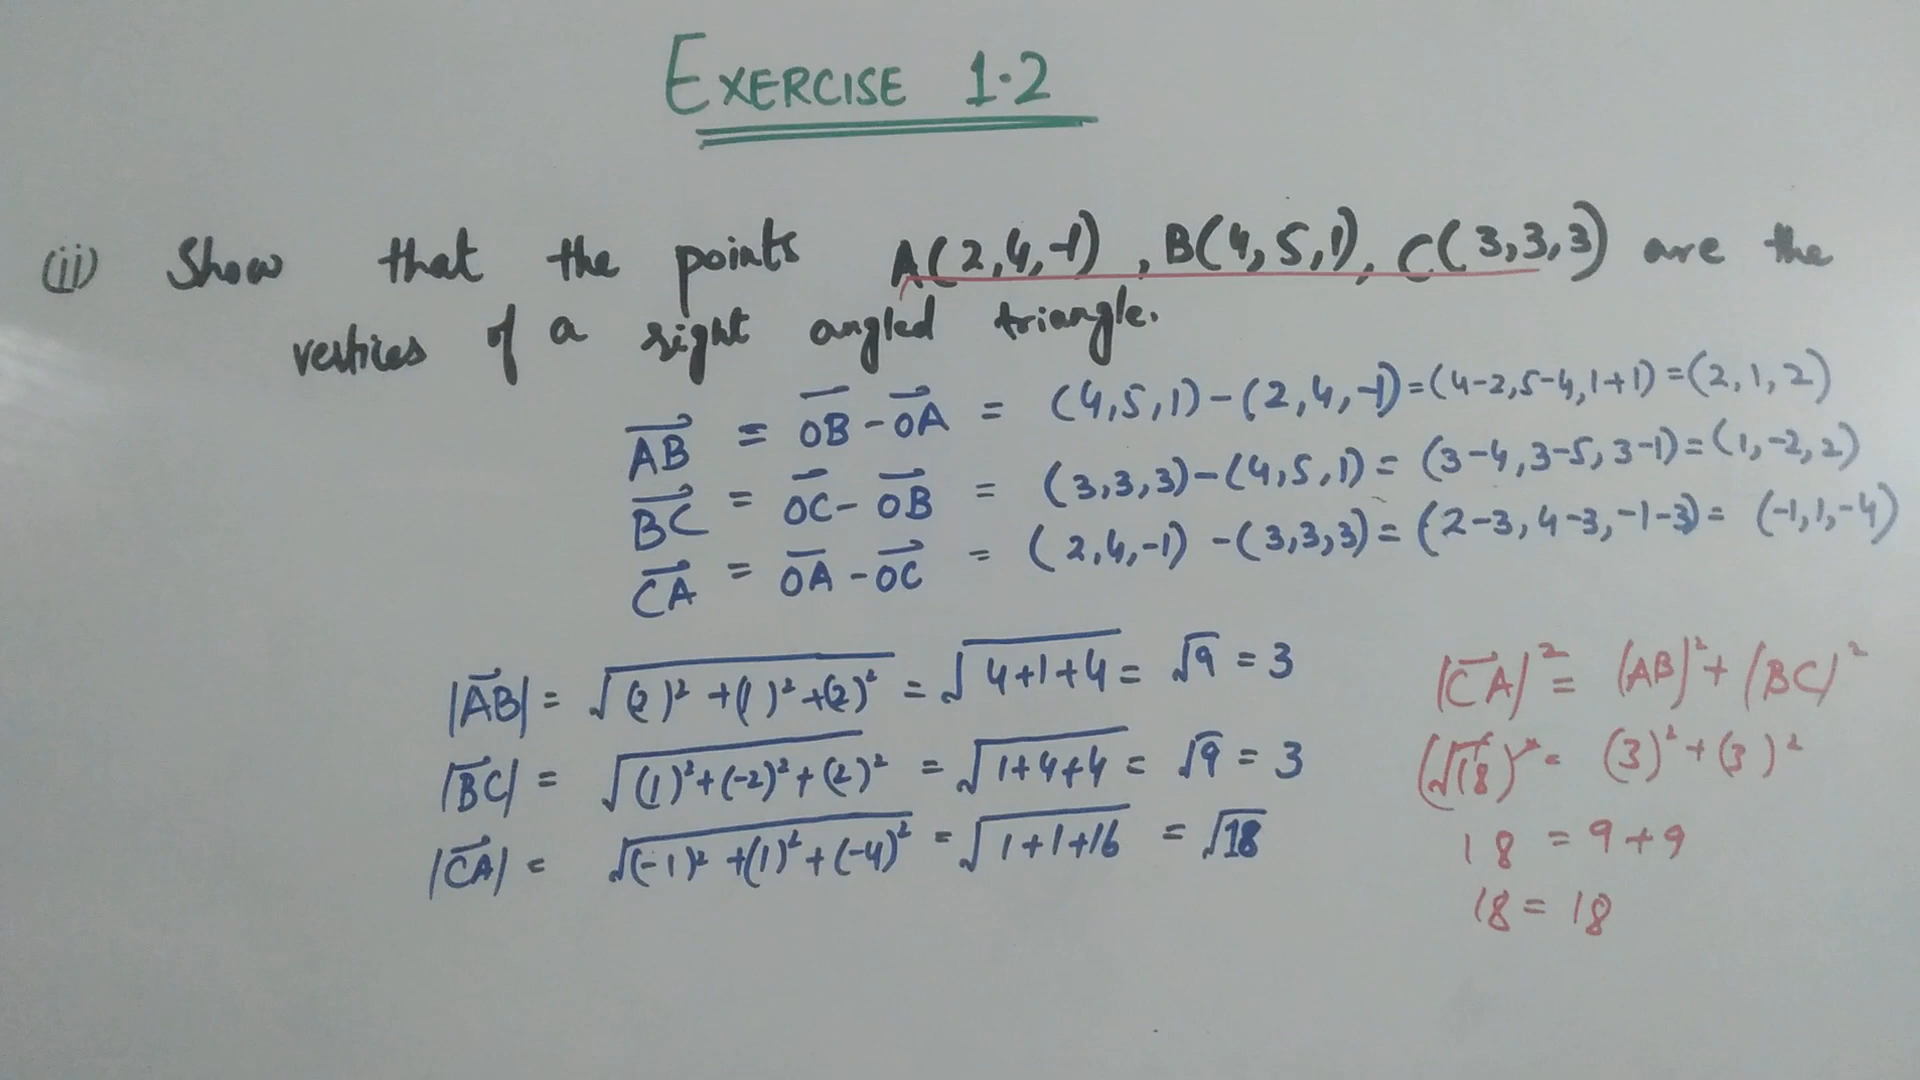 EXERCISE 1.2
(ii) Show that the points A(2,4,-1), B(4,5,1), C(3,3,3) are the
vertices of a right angled triangle.
AB⃗ = OB⃗ - OA⃗ = (4,5,1)-(2,4,-1)=(4-2,5-4,1+1)=(2,1,2)
BC⃗ = OC⃗ - OB⃗ = (3,3,3)-(4,5,1)=(3-4,3-5,3-1)=(1,-2,2)
CA⃗ = OA⃗ - OC⃗ = (2,4,-1)-(3,3,3)=(2-3,4-3,-1-3)=(-1,1,-4)
|AB⃗| = √((2)²+(1)²+(2)²) = √(4+1+4) = √9 = 3
|BC⃗| = √((1)²+(-2)²+(2)²) = √(1+4+4) = √9 = 3
|CA⃗| = √((-1)²+(1)²+(-4)²) = √(1+1+16) = √18
|CA⃗|² = |AB|²+|BC|²
(√18)² = (3)²+(3)²
18 = 9+9
18 = 18